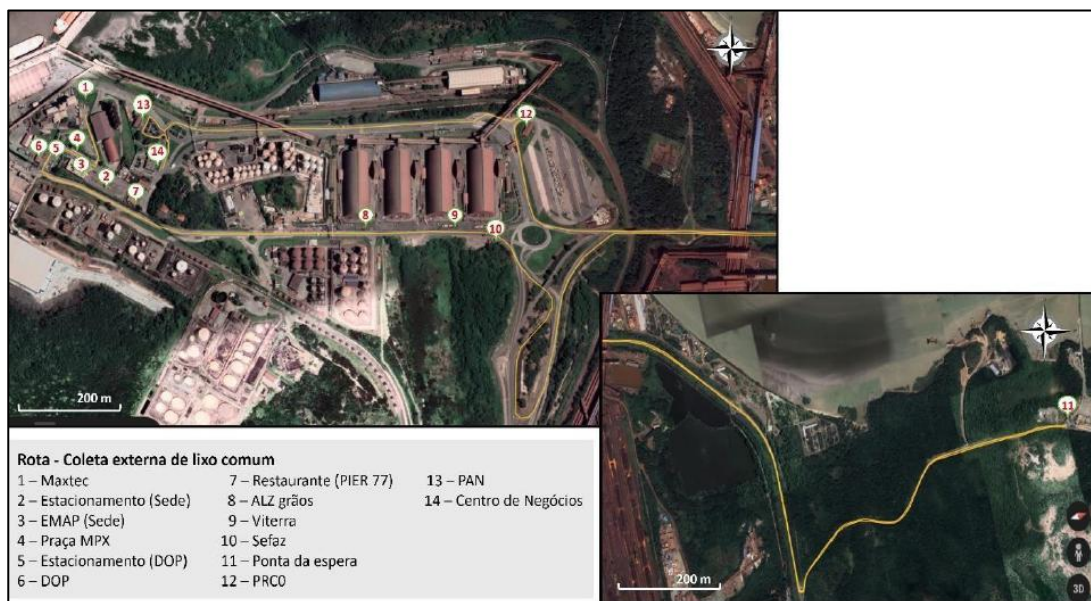 1
13
12
6
5
4
3
2
14
7
8
9
10
200 m
11
200 m
3D
Rota - Coleta externa de lixo comum
1 – Maxtec
2 – Estacionamento (Sede)
3 – EMAP (Sede)
4 – Praça MPX
5 – Estacionamento (DOP)
6 – DOP
7 – Restaurante (PIER 77)
8 – ALZ grãos
9 – Viterra
10 – Sefaz
11 – Ponta da espera
12 – PRC0
13 – PAN
14 – Centro de Negócios